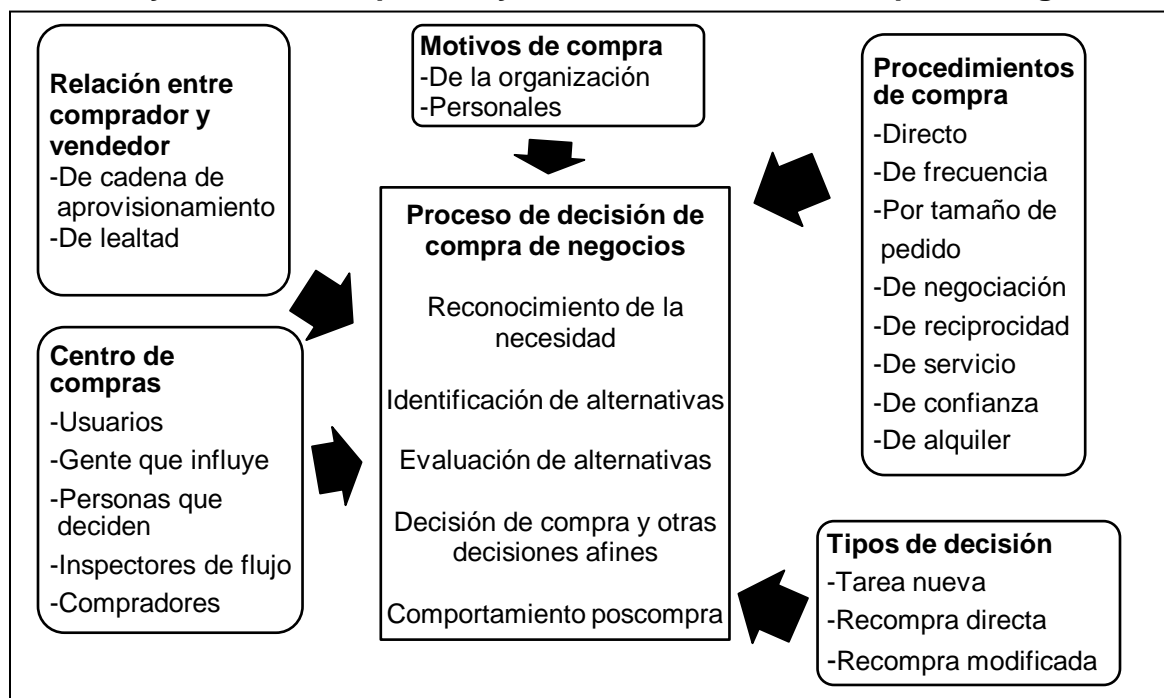 Relación entre
comprador y
vendedor
-De cadena de
aprovisionamiento
-De lealtad
Motivos de compra
-De la organización
-Personales
Procedimientos
de compra
-Directo
-De frecuencia
-Por tamaño de
pedido
-De negociación
-De reciprocidad
-De servicio
-De confianza
-De alquiler
Proceso de decisión de
compra de negocios
Reconocimiento de la
necesidad
Identificación de alternativas
Evaluación de alternativas
Decisión de compra y otras
decisiones afines
Comportamiento poscompra
Centro de
compras
-Usuarios
-Gente que influye
-Personas que
deciden
-Inspectores de flujo
-Compradores
Tipos de decisión
-Tarea nueva
-Recompra directa
-Recompra modificada